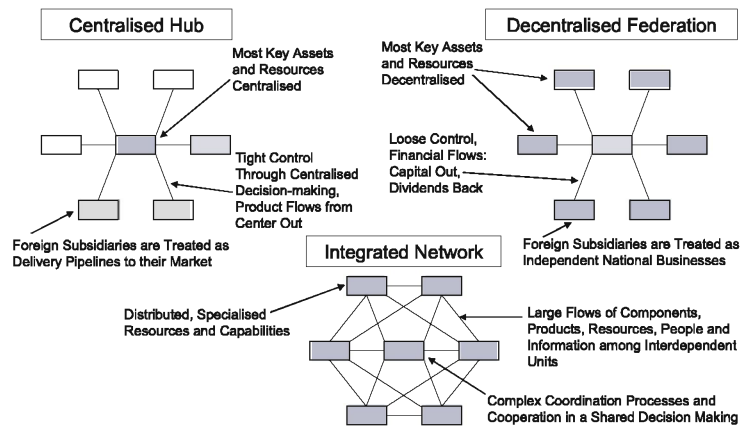 Centralised Hub
Most Key Assets
and Resources
Centralised
Tight Control
Through Centralised
Decision-making,
Product Flows from
Center Out
Foreign Subsidiaries are Treated as
Delivery Pipelines to their Market
Decentralised Federation
Most Key Assets
and Resources
Decentralised
Loose Control,
Financial Flows:
Capital Out,
Dividends Back
Foreign Subsidiaries are Treated as
Independent National Businesses
Integrated Network
Distributed, Specialised
Resources and Capabilities
Large Flows of Components,
Products, Resources, People and
Information among Interdependent
Units
Complex Coordination Processes and
Cooperation in a Shared Decision Making